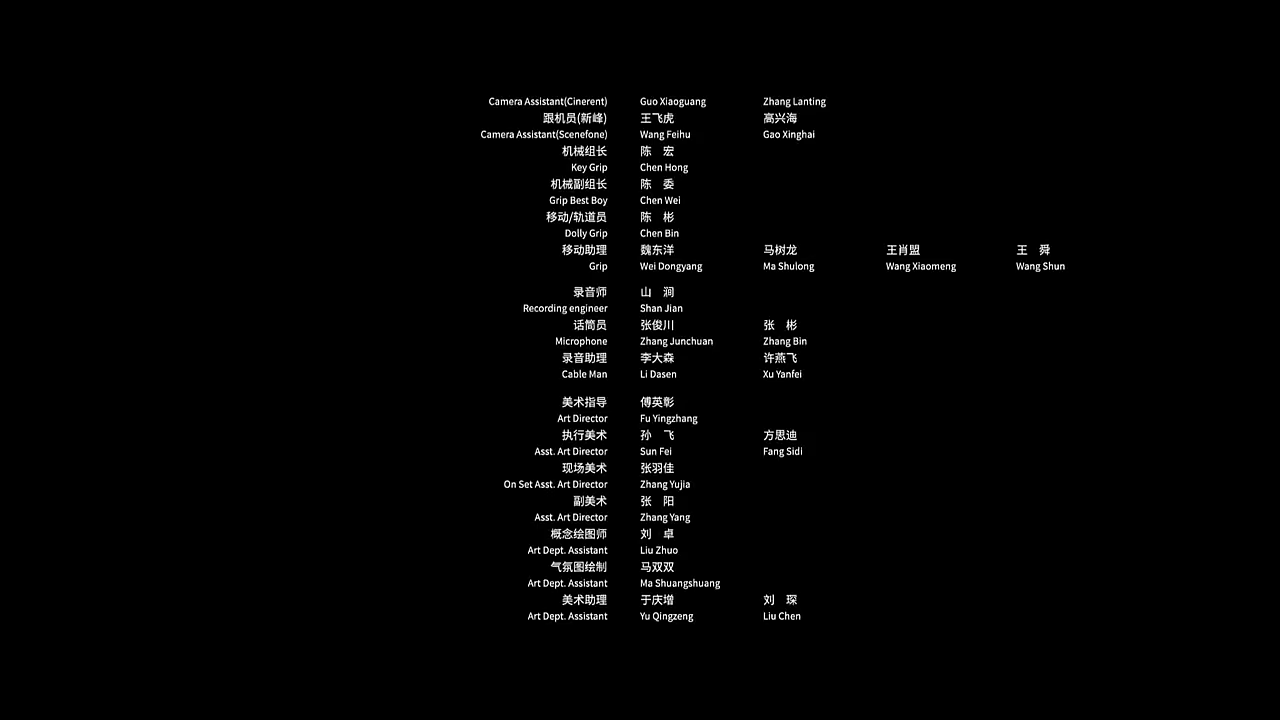 Camera Assistant(Cinerent) Guo Xiaoguang Zhang Lanting
跟机员(新峰) 王飞虎 高兴海
Camera Assistant(Scenefone) Wang Feihu Gao Xinghai
机械组长 陈 宏
Key Grip Chen Hong
机械副组长 陈 委
Grip Best Boy Chen Wei
移动/轨道员 陈 彬
Dolly Grip Chen Bin
移动助理 魏东洋 马树龙 王肖盟 王 舜
Grip Wei Dongyang Ma Shulong Wang Xiaomeng Wang Shun
录音师 山 涧
Recording engineer Shan Jian
话筒员 张俊川 张 彬
Microphone Zhang Junchuan Zhang Bin
录音助理 李大森 许燕飞
Cable Man Li Dasen Xu Yanfei
美术指导 傅英彰
Art Director Fu Yingzhang
执行美术 孙 飞 方思迪
Asst. Art Director Sun Fei Fang Sidi
现场美术 张羽佳
On Set Asst. Art Director Zhang Yujia
副美术 张 阳
Asst. Art Director Zhang Yang
概念绘图师 刘 卓
Art Dept. Assistant Liu Zhuo
气氛图绘制 马双双
Art Dept. Assistant Ma Shuangshuang
美术助理 于庆增 刘 琛
Art Dept. Assistant Yu Qingzeng Liu Chen